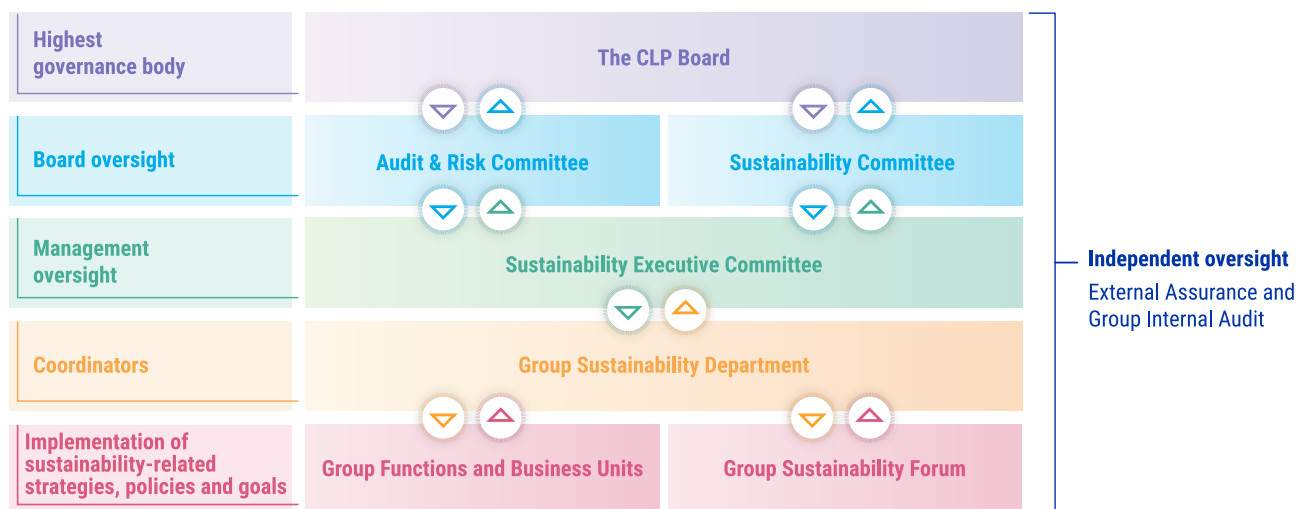 Highest
governance body
The CLP Board
Board oversight
Audit & Risk Committee
Sustainability Committee
Management
oversight
Sustainability Executive Committee
Independent oversight
External Assurance and
Group Internal Audit
Coordinators
Group Sustainability Department
Implementation of
sustainability-related
strategies, policies and goals
Group Functions and Business Units
Group Sustainability Forum